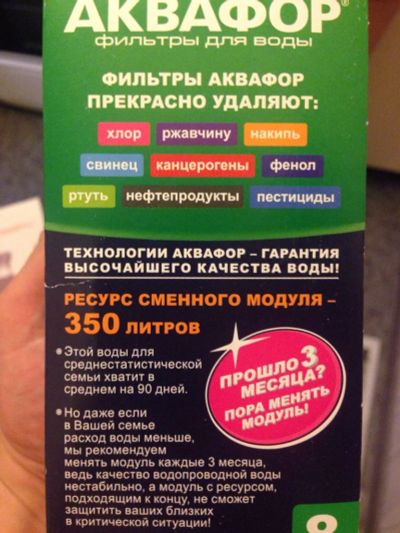 АКВАФОР®
ФИЛЬТРЫ ДЛЯ ВОДЫ
ФИЛЬТРЫ АКВАФОР
ПРЕКРАСНО УДАЛЯЮТ:
хлор ржавчину накипь
свинец канцерогены фенол
ртуть нефтепродукты пестициды
ТЕХНОЛОГИИ АКВАФОР – ГАРАНТИЯ
ВЫСОЧАЙШЕГО КАЧЕСТВА ВОДЫ!
РЕСУРС СМЕННОГО МОДУЛЯ –
350 ЛИТРОВ
•Этой воды для
среднестатистической
семьи хватит в
среднем на 90 дней.
ПРОШЛО 3
МЕСЯЦА?
ПОРА МЕНЯТЬ
МОДУЛЬ!
•Но даже если
в Вашей семье
расход воды меньше,
мы рекомендуем
менять модуль каждые 3 месяца,
ведь качество водопроводной воды
нестабильно, а модуль с ресурсом,
подходящим к концу, не сможет
защитить ваших близких
в критической ситуации!